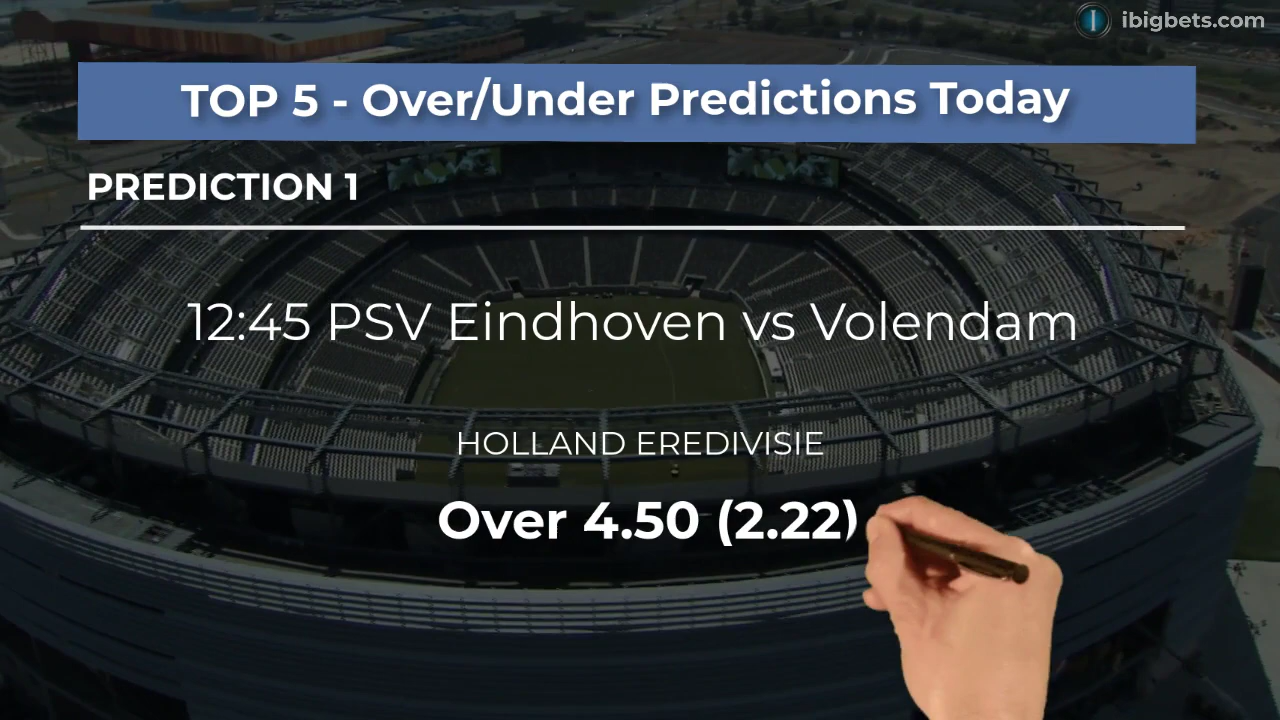 ibigbets.com
TOP 5 - Over/Under Predictions Today
PREDICTION 1
12:45 PSV Eindhoven vs Volendam
HOLLAND EREDIVISIE
Over 4.50 (2.22)